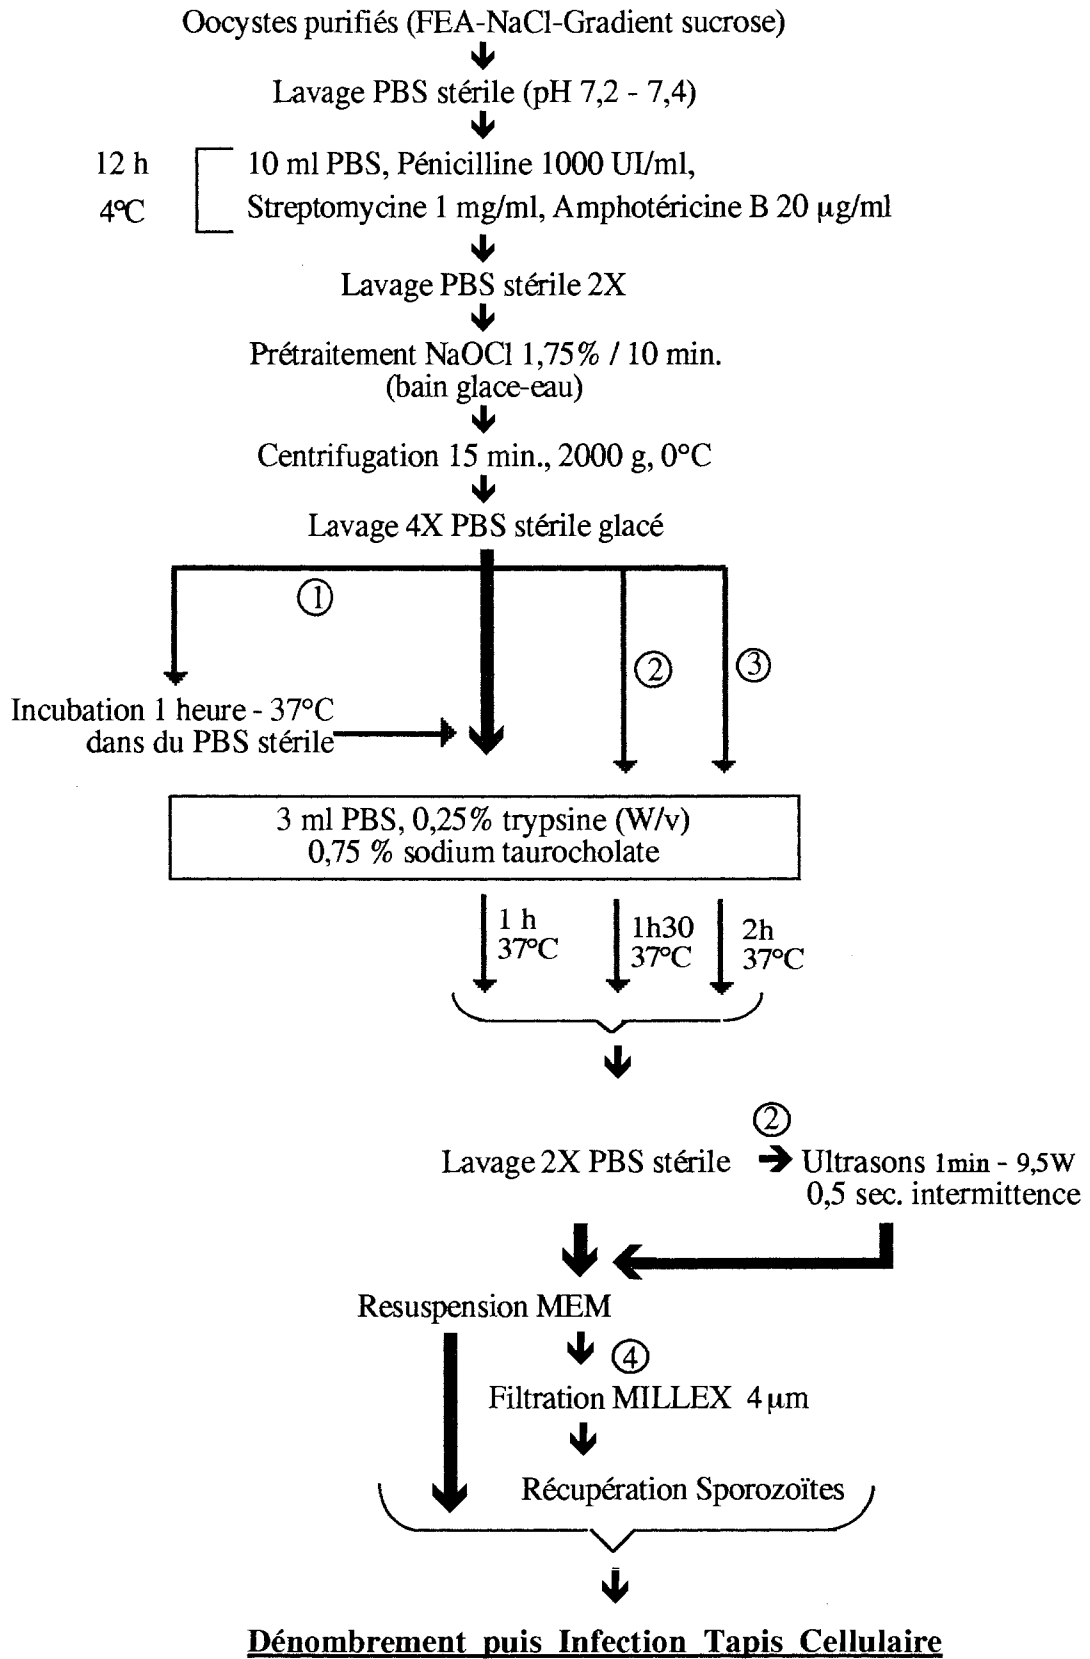 Oocystes purifiés (FEA-NaCl-Gradient sucrose)
Lavage PBS stérile (pH 7,2 - 7,4)
12 h
4°C
10 ml PBS, Pénicilline 1000 UI/ml,
Streptomycine 1 mg/ml, Amphotéricine B 20 µg/ml
Lavage PBS stérile 2X
Prétraitement NaOCl 1,75% / 10 min.
(bain glace-eau)
Centrifugation 15 min., 2000 g, 0°C
Lavage 4X PBS stérile glacé
1
2
3
Incubation 1 heure - 37°C
dans du PBS stérile
3 ml PBS, 0,25% trypsine (W/v)
0,75 % sodium taurocholate
1 h
37°C
1h30
37°C
2h
37°C
2
Lavage 2X PBS stérile
Ultrasons 1min - 9,5W
0,5 sec. intermittence
Resuspension MEM
4
Filtration MILLEX 4 µm
Récupération Sporozoïtes
Dénombrement puis Infection Tapis Cellulaire